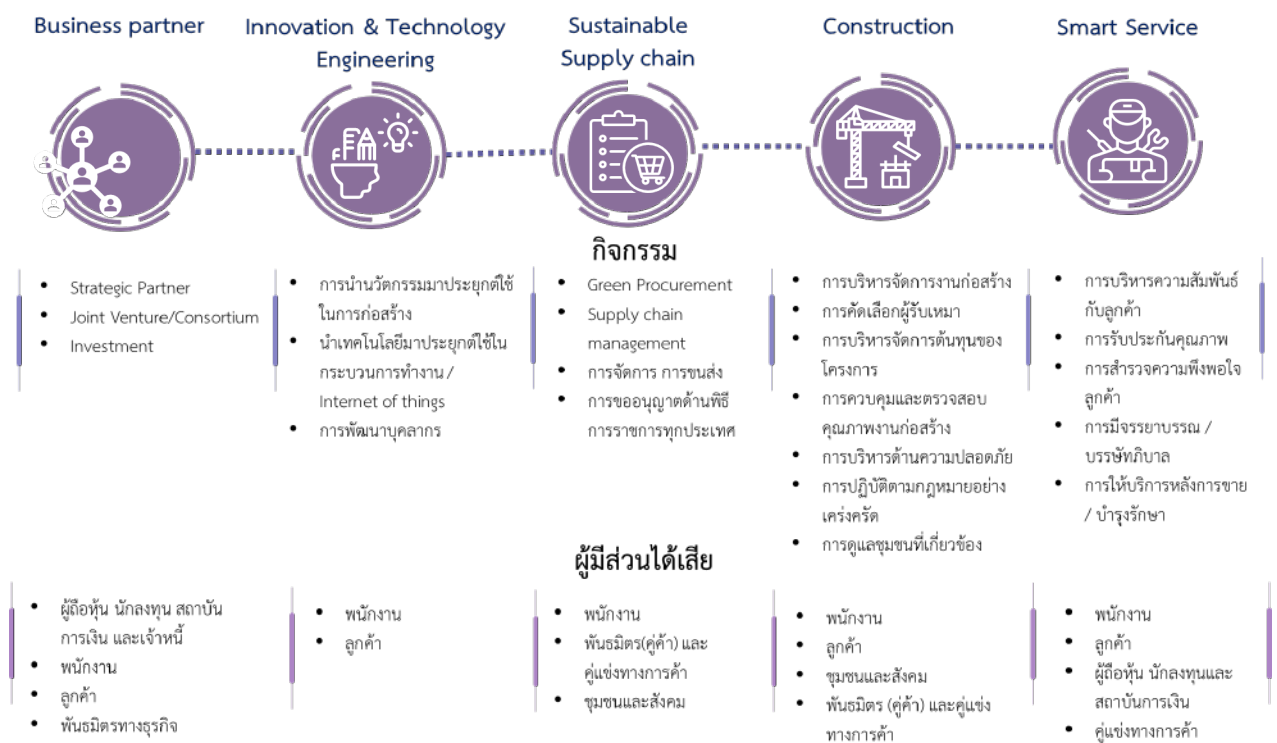 Business partner
Innovation & Technology
Engineering
Sustainable
Supply chain
Construction
Smart Service
กิจกรรม
• Strategic Partner
• Joint Venture/Consortium
• Investment
• การนำนวัตกรรมมาประยุกต์ใช้
ในการก่อสร้าง
• นำเทคโนโลยีมาประยุกต์ใช้ใน
กระบวนการทำงาน /
Internet of things
• การพัฒนาบุคลากร
• Green Procurement
• Supply chain
management
• การจัดการ การขนส่ง
• การขออนุญาตด้านพิธี
การราชการทุกประเทศ
• การบริหารจัดการงานก่อสร้าง
• การคัดเลือกผู้รับเหมา
• การบริหารจัดการต้นทุนของ
โครงการ
• การควบคุมและตรวจสอบ
คุณภาพงานก่อสร้าง
• การบริหารด้านความปลอดภัย
• การปฏิบัติตามกฎหมายอย่าง
เคร่งครัด
• การดูแลชุมชนที่เกี่ยวข้อง
• การบริหารความสัมพันธ์
กับลูกค้า
• การรับประกันคุณภาพ
• การสำรวจความพึงพอใจ
ลูกค้า
• การมีจรรยาบรรณ /
บรรษัทภิบาล
• การให้บริการหลังการขาย
/ บำรุงรักษา
ผู้มีส่วนได้เสีย
• ผู้ถือหุ้น นักลงทุน สถาบัน
การเงิน และเจ้าหนี้
• พนักงาน
• ลูกค้า
• พันธมิตรทางธุรกิจ
• พนักงาน
• ลูกค้า
• พนักงาน
• พันธมิตร(คู่ค้า) และ
คู่แข่งทางการค้า
• ชุมชนและสังคม
• พนักงาน
• ลูกค้า
• ชุมชนและสังคม
• พันธมิตร (คู่ค้า) และคู่แข่ง
ทางการค้า
• พนักงาน
• ลูกค้า
• ผู้ถือหุ้น นักลงทุนและ
สถาบันการเงิน
• คู่แข่งทางการค้า